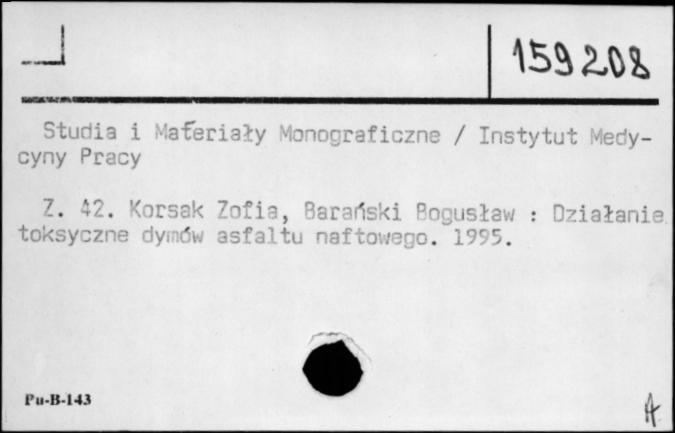 159208
Studia i Materiały Monograficzne / Instytut Medy-
cyny Pracy
Z. 42. Korsak Zofia, Barański Bogusław : Działanie
toksyczne dymów asfaltu naftowego. 1995.
Pu-B-143
A